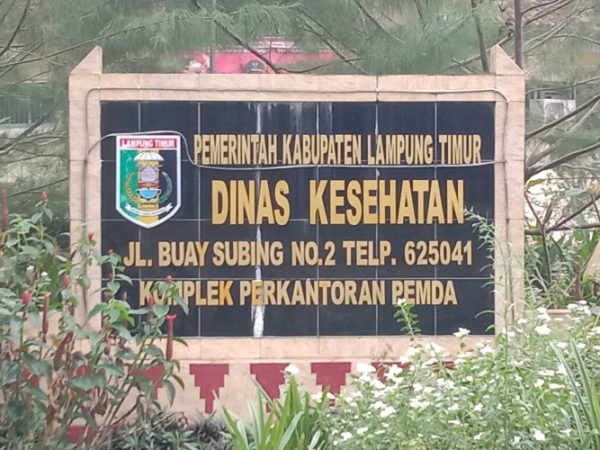 LAMPUNG TIMUR
PEMERINTAH KABUPATEN LAMPUNG TIMUR
DINAS KESEHATAN
JL. BUAY SUBING NO.2 TELP. 625041
KOMPLEK PERKANTORAN PEMDA